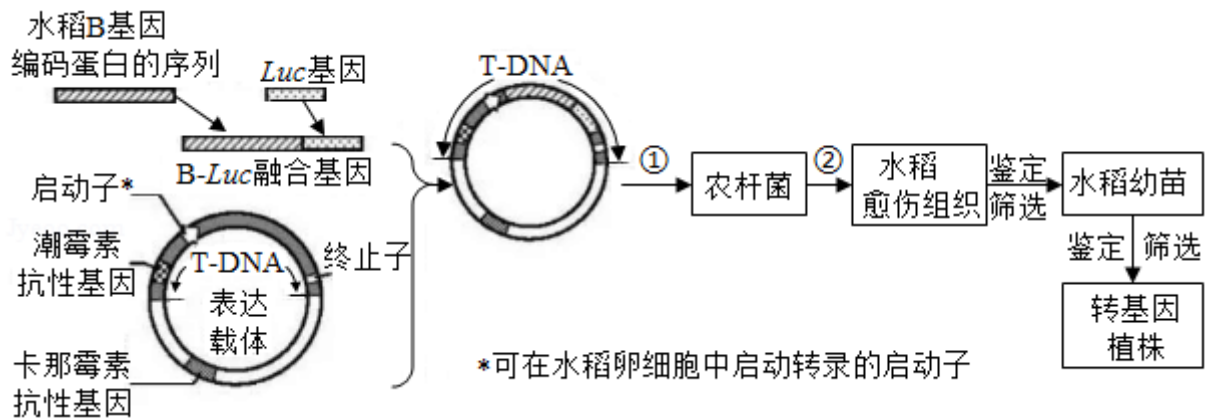 水稻B基因
编码蛋白的序列
Luc基因
B-Luc融合基因
启动子*
潮霉素
抗性基因
T-DNA
表达
载体
终止子
卡那霉素
抗性基因
T-DNA
①
农杆菌
②
水稻
愈伤组织
鉴定
筛选
水稻幼苗
鉴定 筛选
转基因
植株
*可在水稻卵细胞中启动转录的启动子